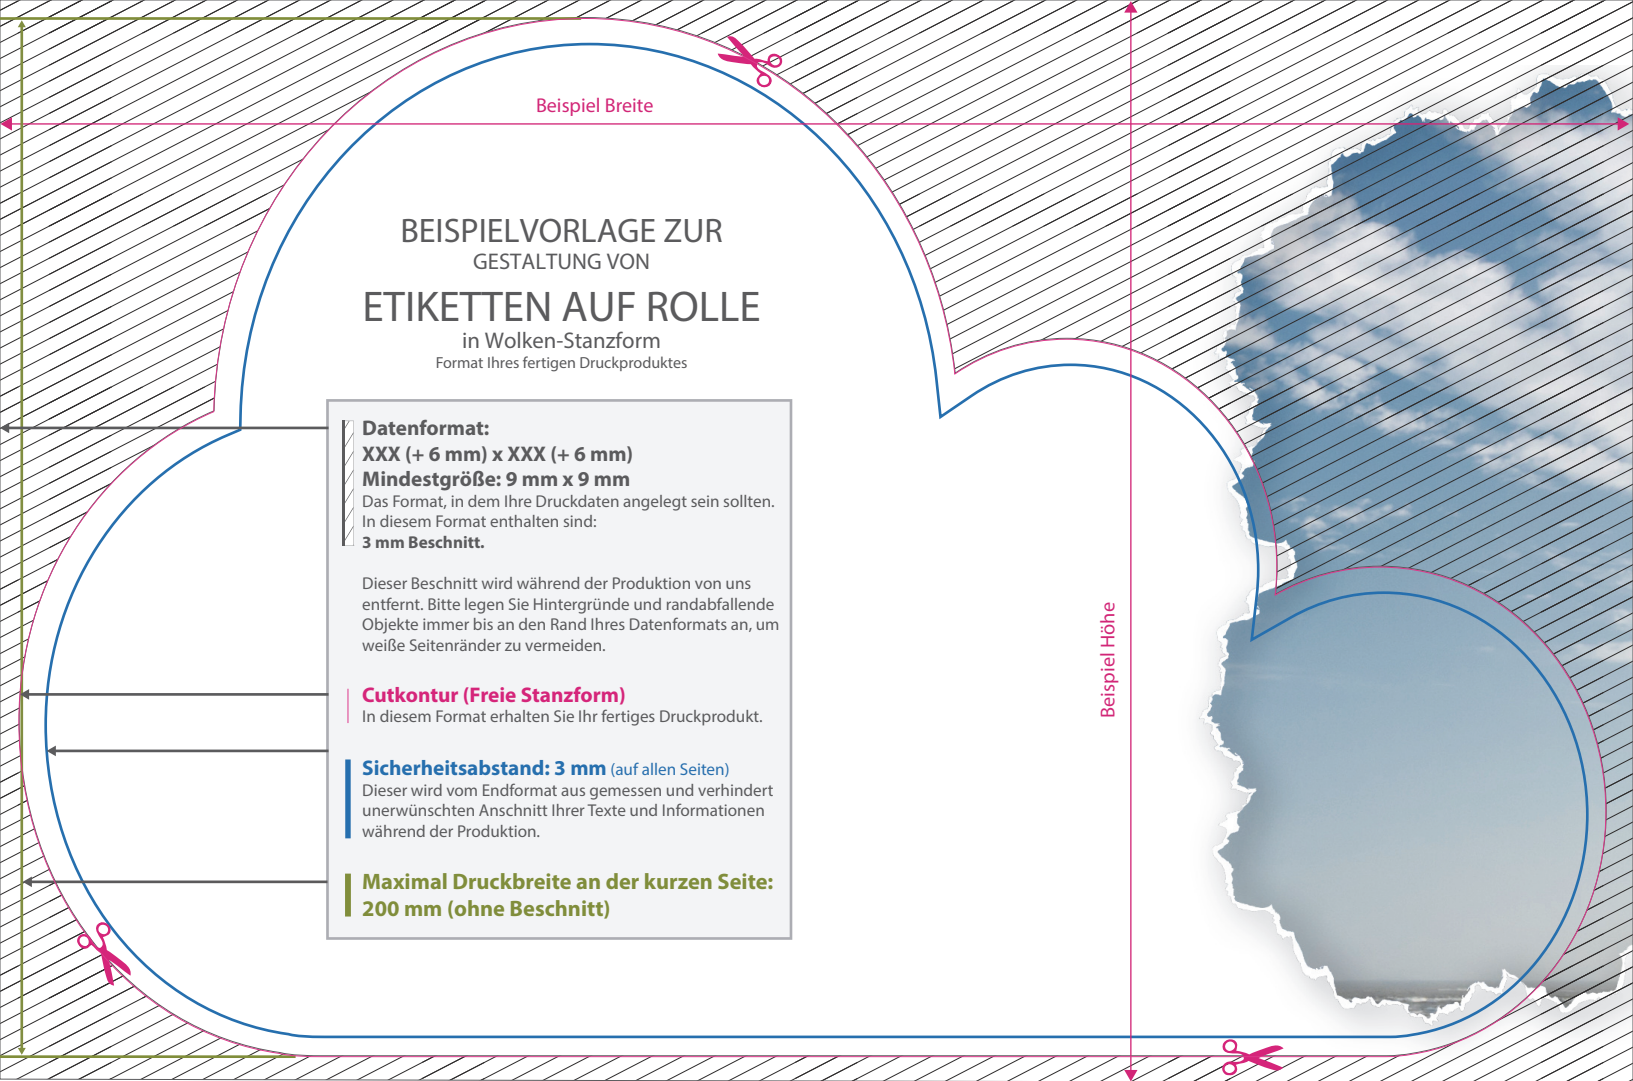 Beispiel Breite
BEISPIELVORLAGE ZUR
GESTALTUNG VON
ETIKETTEN AUF ROLLE
in Wolken-Stanzform
Format Ihres fertigen Druckproduktes
Datenformat:
XXX (+ 6 mm) x XXX (+ 6 mm)
Mindestgröße: 9 mm x 9 mm
Das Format, in dem Ihre Druckdaten angelegt sein sollten.
In diesem Format enthalten sind:
3 mm Beschnitt.
Dieser Beschnitt wird während der Produktion von uns
entfernt. Bitte legen Sie Hintergründe und randabfallende
Objekte immer bis an den Rand Ihres Datenformats an, um
weiße Seitenränder zu vermeiden.
Cutkontur (Freie Stanzform)
In diesem Format erhalten Sie Ihr fertiges Druckprodukt.
Sicherheitsabstand: 3 mm (auf allen Seiten)
Dieser wird vom Endformat aus gemessen und verhindert
unerwünschten Anschnitt Ihrer Texte und Informationen
während der Produktion.
Maximal Druckbreite an der kurzen Seite:
200 mm (ohne Beschnitt)
Beispiel Höhe